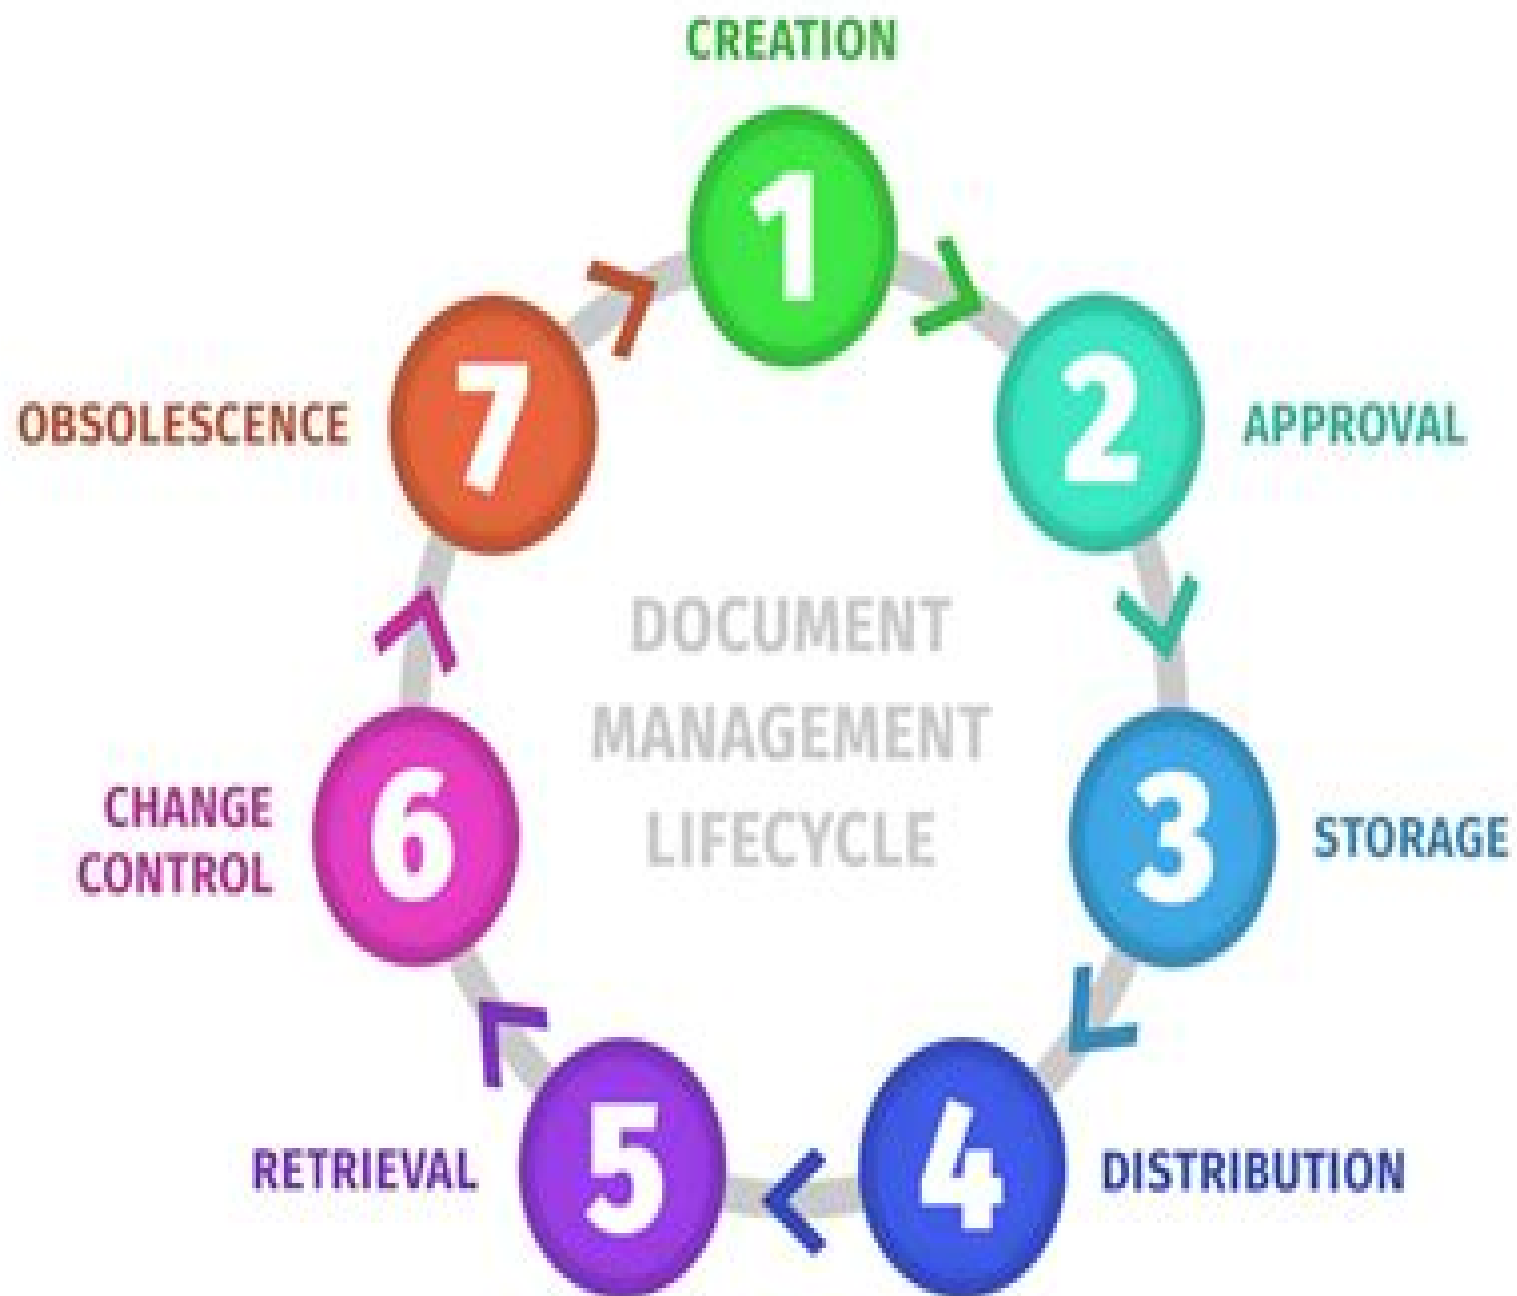 CREATION
1
7
2
OBSOLESCENCE
APPROVAL
DOCUMENT
MANAGEMENT
LIFECYCLE
6
CHANGE
CONTROL
3
STORAGE
5
RETRIEVAL
4
DISTRIBUTION